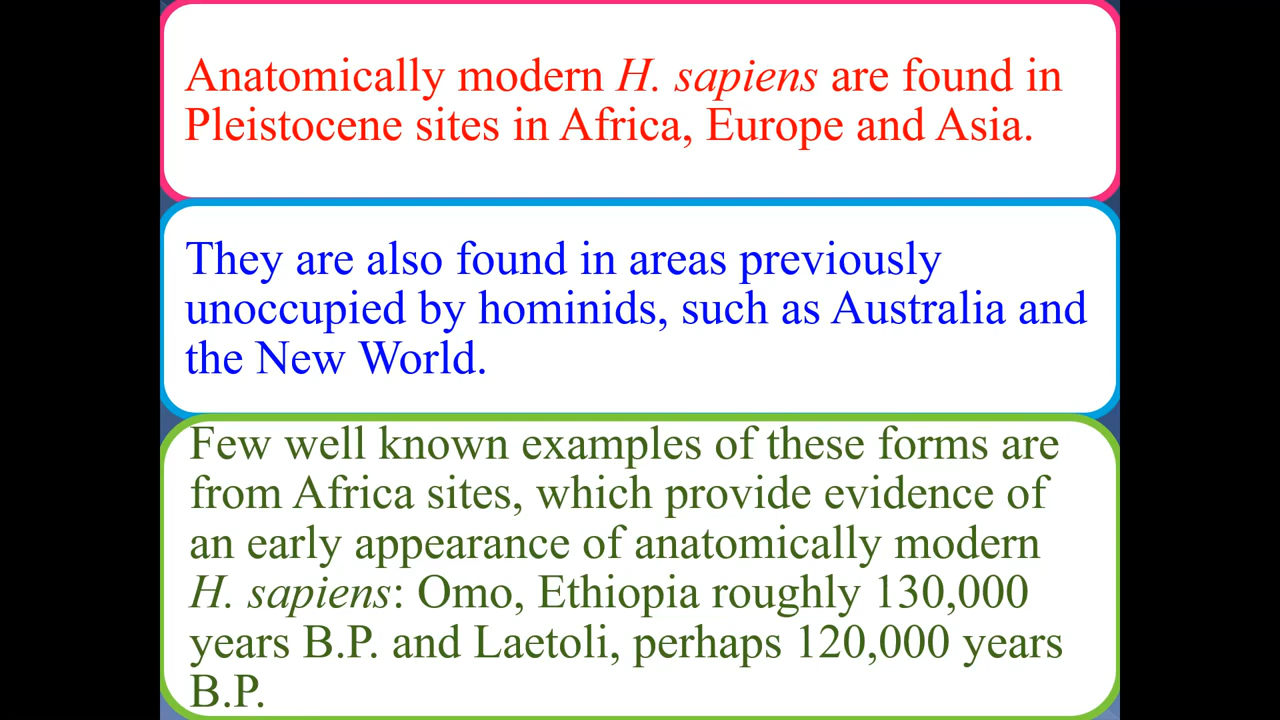 Anatomically modern H. sapiens are found in
Pleistocene sites in Africa, Europe and Asia.
They are also found in areas previously
unoccupied by hominids, such as Australia and
the New World.
Few well known examples of these forms are
from Africa sites, which provide evidence of
an early appearance of anatomically modern
H. sapiens: Omo, Ethiopia roughly 130,000
years B.P. and Laetoli, perhaps 120,000 years
B.P.